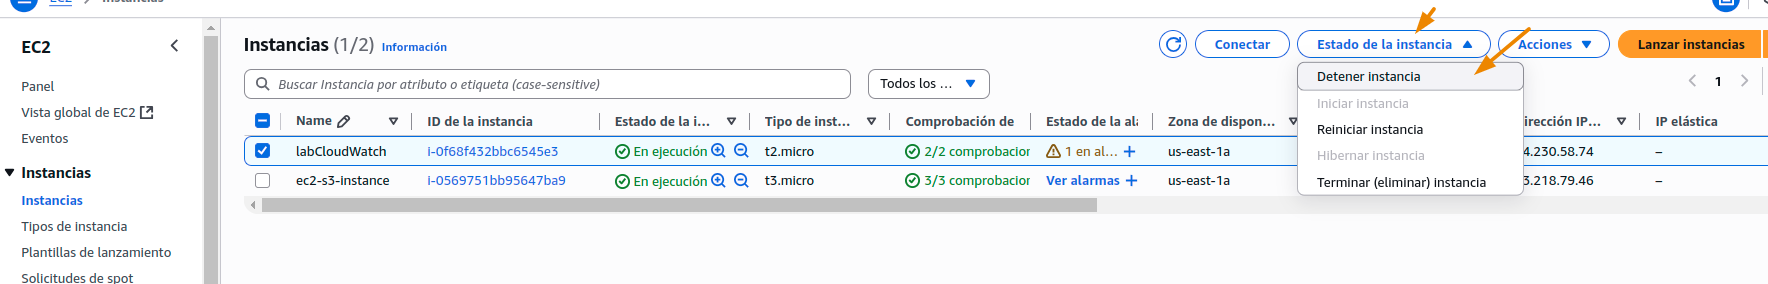 EC2 > Instancias
EC2
Panel
Vista global de EC2
Eventos
Instancias
Instancias
Tipos de instancia
Plantillas de lanzamiento
Solicitudes de spot
Instancias (1/2) Información
Conectar
Estado de la instancia
Acciones
Lanzar instancias
Buscar Instancia por atributo o etiqueta (case-sensitive)
Todos los ...
Detener instancia
Iniciar instancia
Reiniciar instancia
Hibernar instancia
Terminar (eliminar) instancia
1
Name ID de la instancia Estado de la i... Tipo de inst... Comprobación de Estado de la al Zona de dispon... irección IP... IP elástica
labCloudWatch i-0f68f432bbc6545e3 En ejecución t2.micro 2/2 comprobacior 1 en al... us-east-1a 4.230.58.74 –
ec2-s3-instance i-0569751bb95647ba9 En ejecución t3.micro 3/3 comprobacior Ver alarmas us-east-1a 3.218.79.46 –